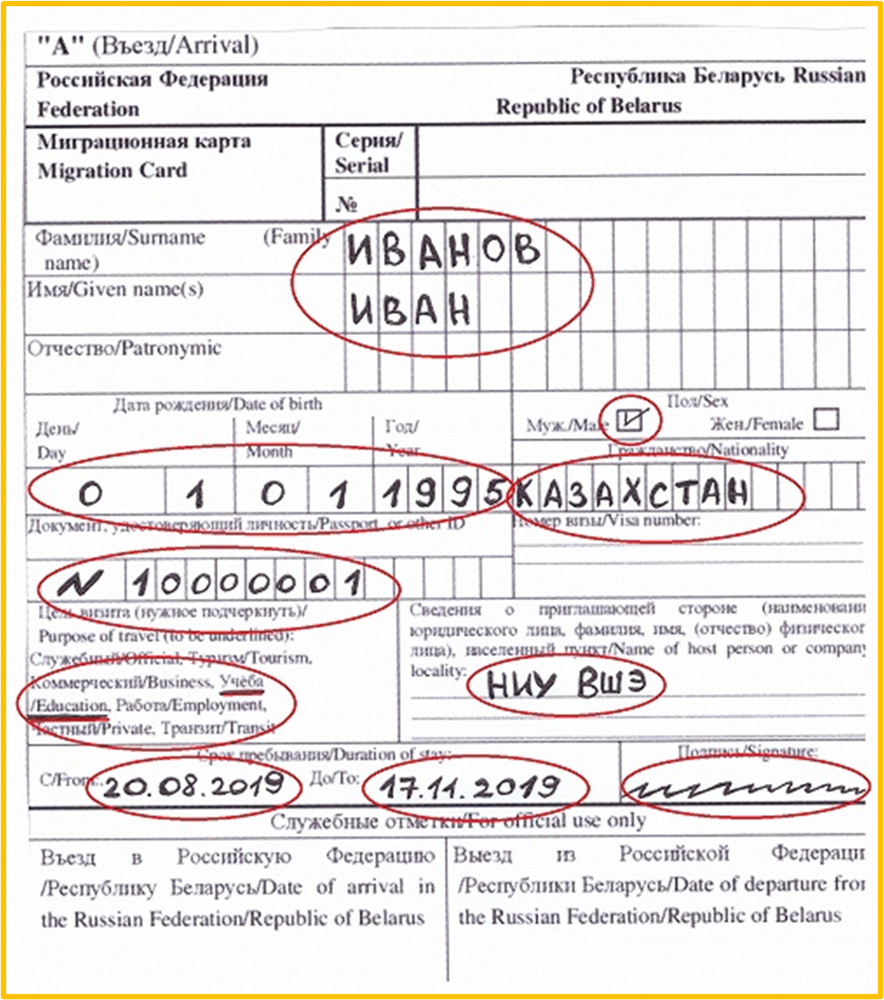 "А" (Въезд/Arrival)
Российская Федерация Республика Беларусь Russian
Federation Republic of Belarus
Миграционная карта
Migration Card
Серия/
Serial
№
Фамилия/Surname (Family
name)
ИВАНОВ
Имя/Given name(s)
ИВАН
Отчество/Patronymic
Дата рождения/Date of birth
День/
Day
Месяц/
Month
Год/
Year
01 01 1995
Пол/Sex
Муж./Male Жен./Female
Гражданство/Nationality
КАЗАХСТАН
Документ, удостоверяющий личность/Passport, or other ID
N 10000001
Номер визы/Visa number:
Цель визита (нужное подчеркнуть)/
Purpose of travel (to be underlined):
Служебный/Official, Туризм/Tourism,
Коммерческий/Business, Учёба
/Education, Работа/Employment,
Частный/Private, Транзит/Transit
Сведения о приглашающей стороне (наименовани
юридического лица, фамилия, имя, (отчество) физическог
лица), населенный пункт/Name of host person or company
locality:
НИУ ВШЭ
Срок пребывания/Duration of stay:
С/From: 20.08.2019 До/To: 17.11.2019
Подпись/Signature:
Служебные отметки/For official use only
Въезд в Российскую Федерацию
/Республику Беларусь/Date of arrival in
the Russian Federation/Republic of Belarus
Выезд из Российской Федераци
/Республики Беларусь/Date of departure from
the Russian Federation/Republic of Belarus